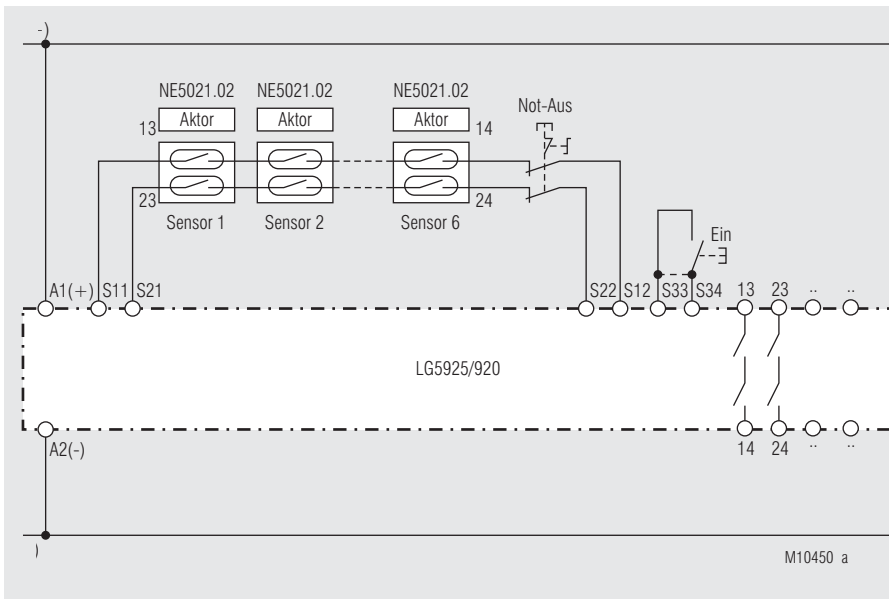 -)
NE5021.02 NE5021.02 NE5021.02
Aktor Aktor Aktor
Not-Aus
13 14
23 24
Sensor 1 Sensor 2 Sensor 6
Ein
A1(+) S11 S21 S22 S12 S33 S34 13 23 .. ..
LG5925/920
A2(-) 14 24 .. ..
)
M10450 a